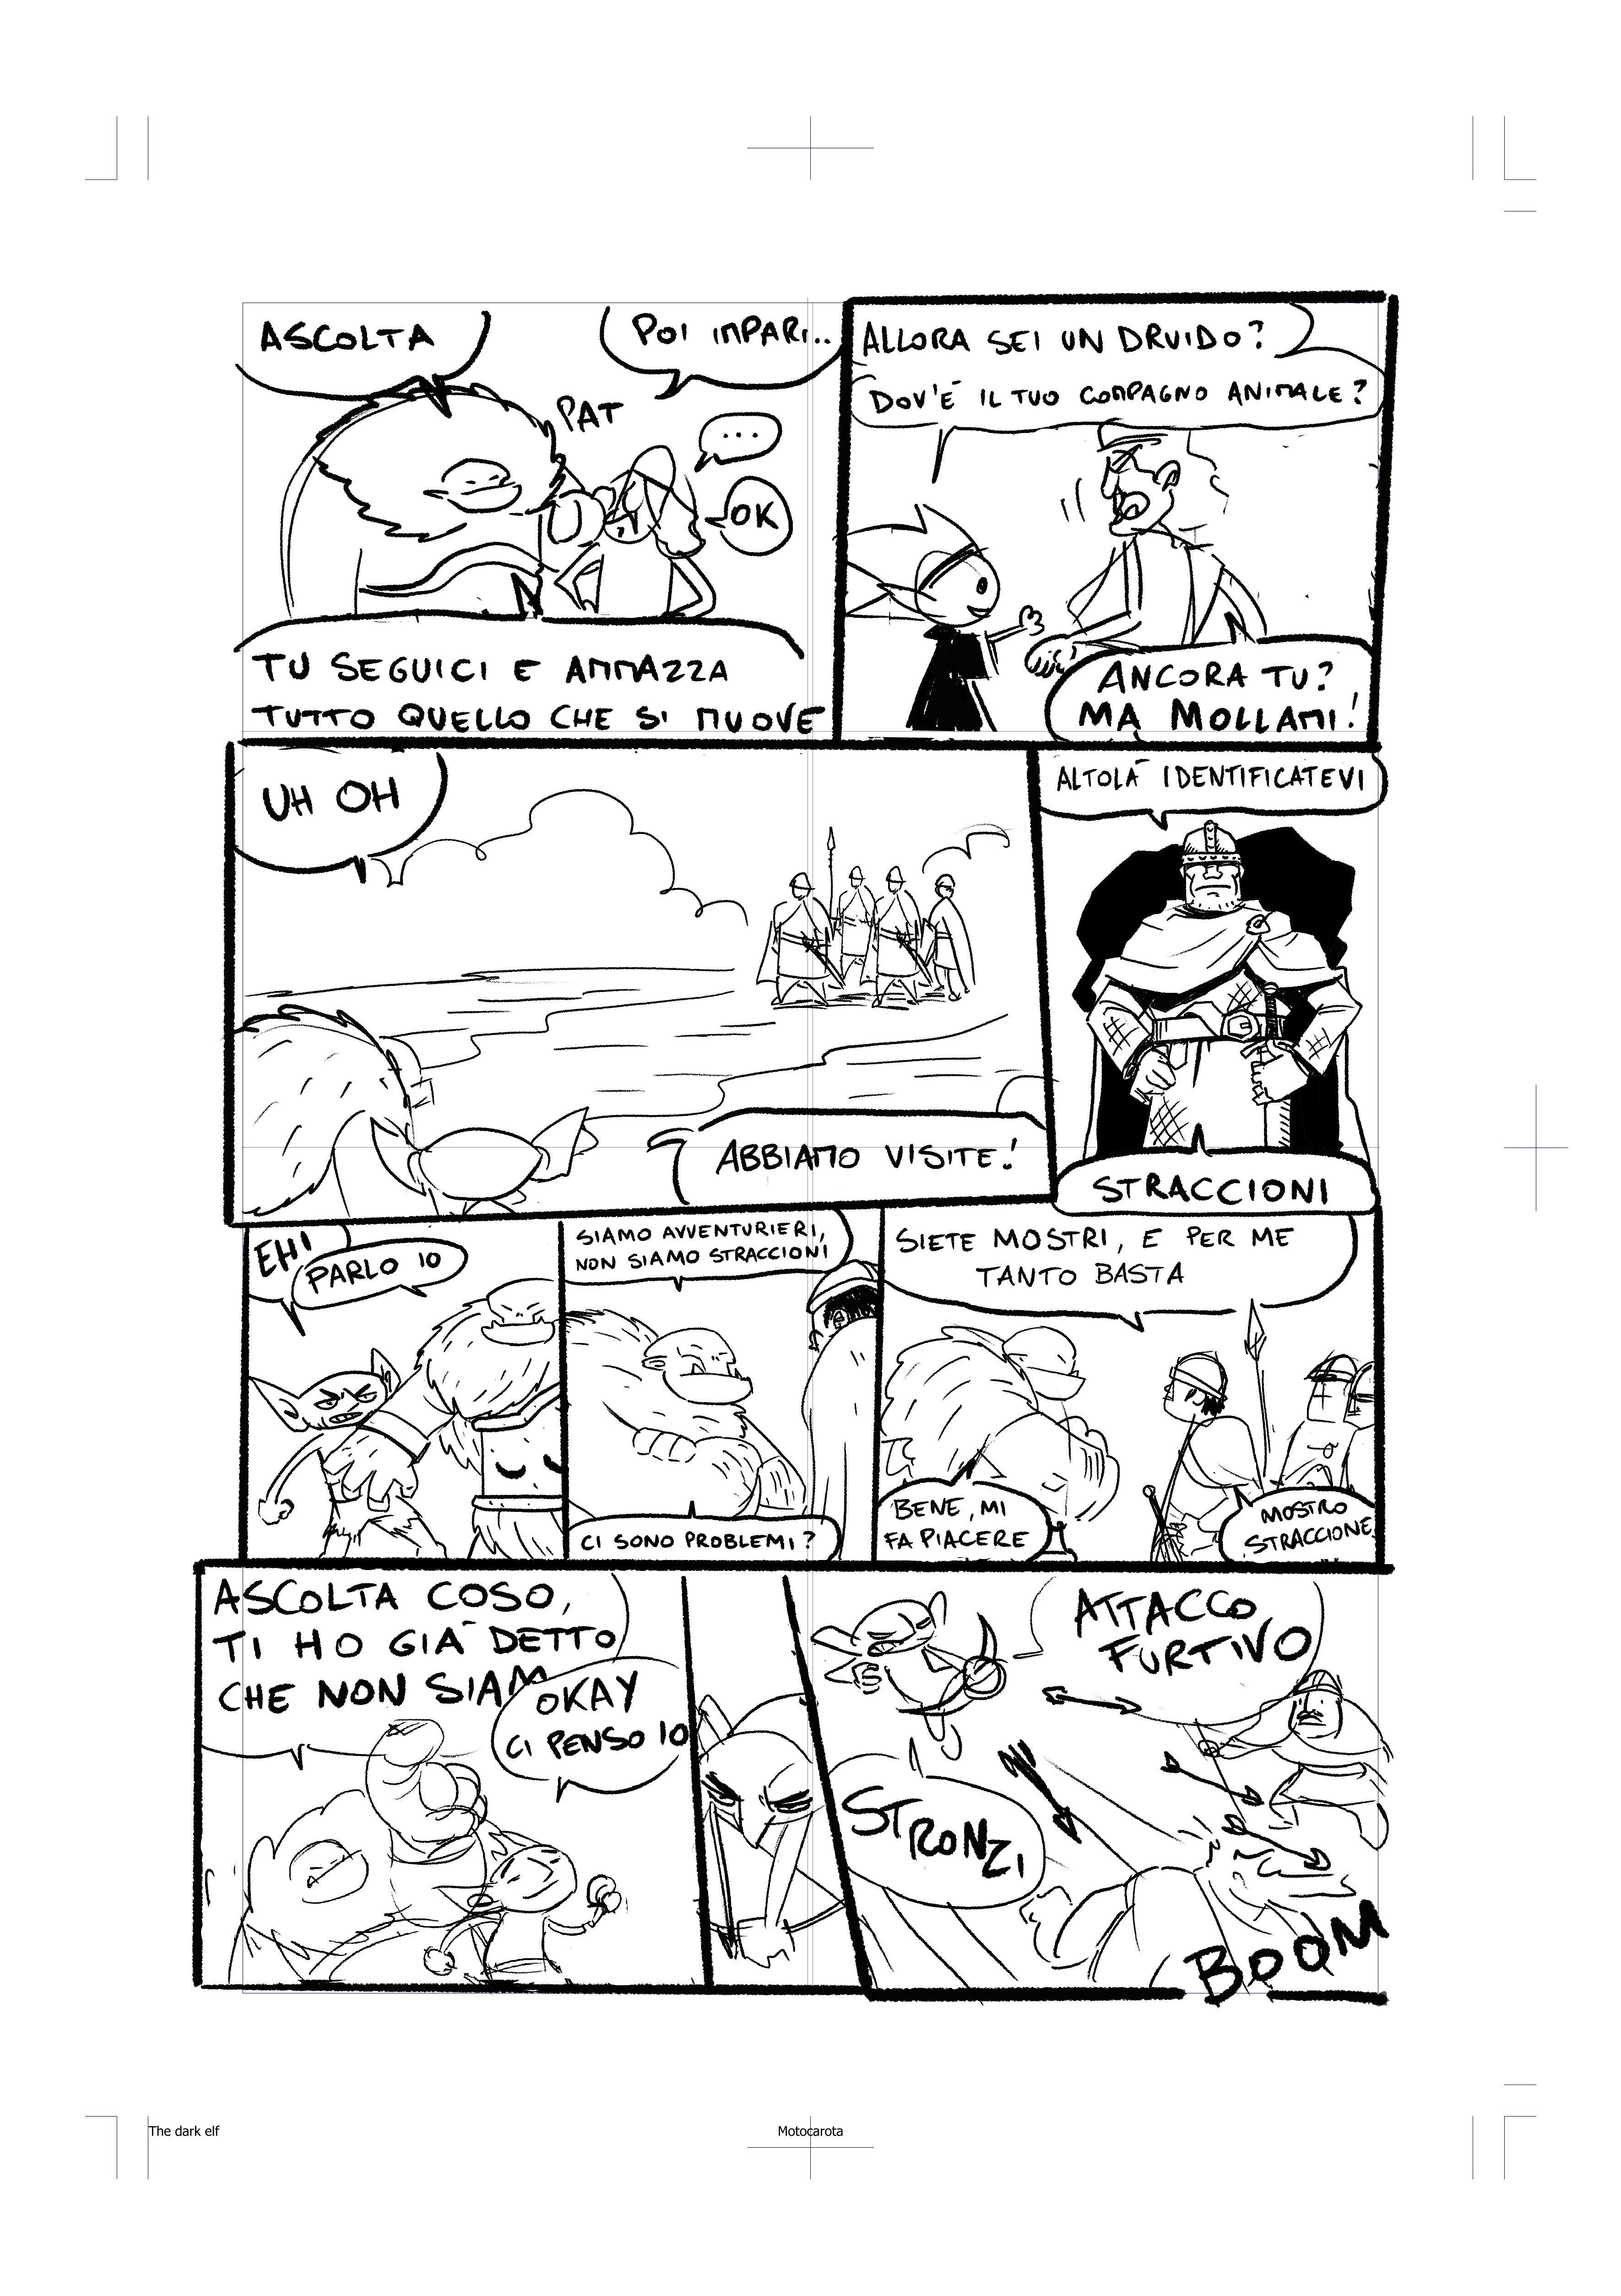 ASCOLTA
POI IMPARI..
PAT
...
OK
TU SEGUICI E AMMAZZA
TUTTO QUELLO CHE SI MUOVE
ALLORA SEI UN DRUIDO?
DOV'È IL TUO COMPAGNO ANIMALE?
ANCORA TU?
MA MOLLAMI!
UH OH
ABBIAMO VISITE!
ALTOLÀ IDENTIFICATEVI
STRACCIONI
EHI
PARLO IO
SIAMO AVVENTURIERI,
NON SIAMO STRACCIONI
CI SONO PROBLEMI?
SIETE MOSTRI, E PER ME
TANTO BASTA
BENE, MI
FA PIACERE
MOSTRO
STRACCIONE.
ASCOLTA COSO,
TI HO GIÀ DETTO
CHE NON SIAM
OKAY
CI PENSO IO
ATTACCO
FURTIVO
STRONZI
BOOM
The dark elf
Motocarota